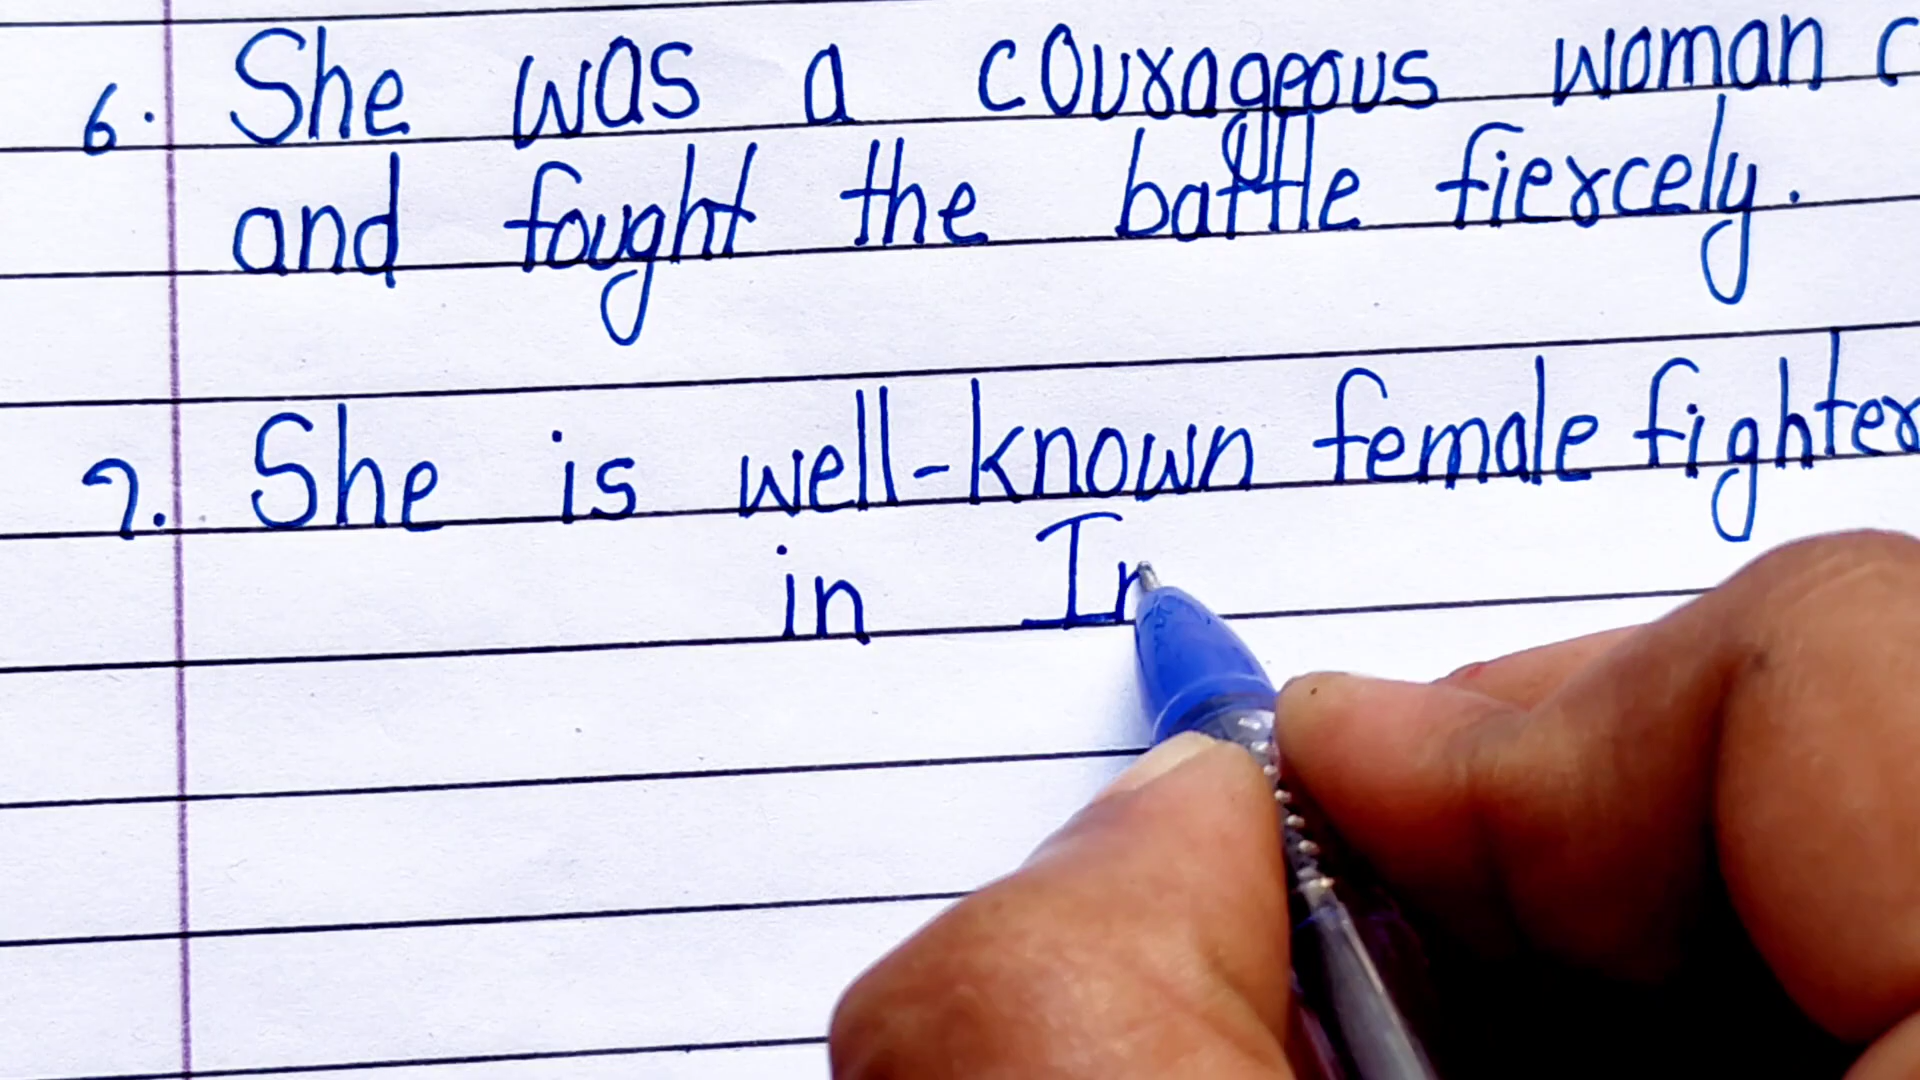 6. She was a courageous woman
and fought the battle fiercely.
7. She is well-known female fighter
in